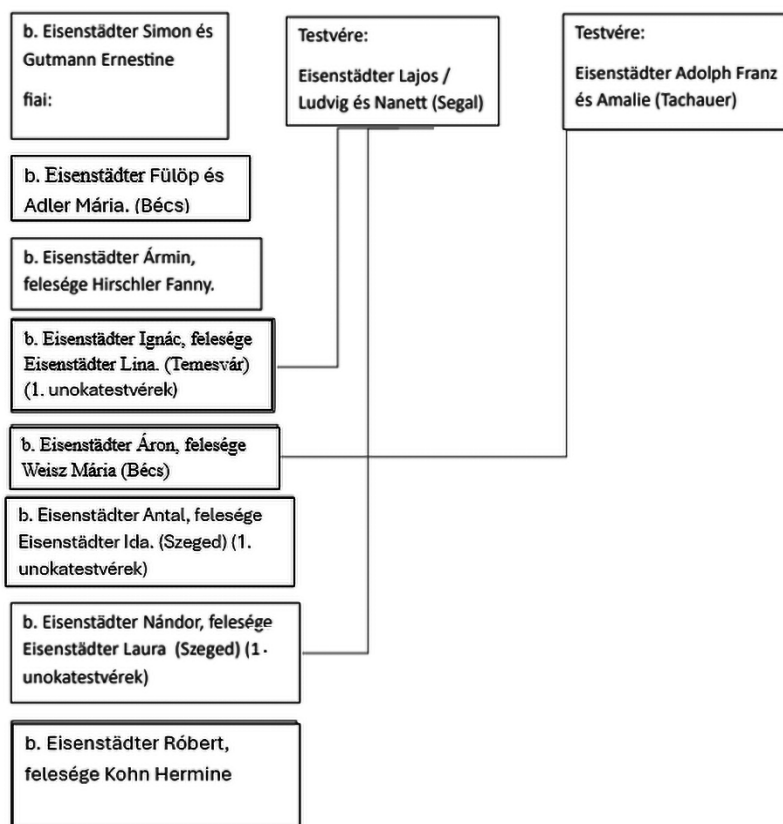 b. Eisenstädter Simon és
Gutmann Ernestine
fiai:
Testvére:
Eisenstädter Lajos /
Ludvig és Nanett (Segal)
Testvére:
Eisenstädter Adolph Franz
és Amalie (Tachauer)
b. Eisenstädter Fülöp és
Adler Mária. (Bécs)
b. Eisenstädter Ármin,
felesége Hirschler Fanny.
b. Eisenstädter Ignác, felesége
Eisenstädter Lina. (Temesvár)
(1. unokatestvérek)
b. Eisenstädter Áron, felesége
Weisz Mária (Bécs)
b. Eisenstädter Antal, felesége
Eisenstädter Ida. (Szeged) (1.
unokatestvérek)
b. Eisenstädter Nándor, felesége
Eisenstädter Laura (Szeged) (1.
unokatestvérek)
b. Eisenstädter Róbert,
felesége Kohn Hermine